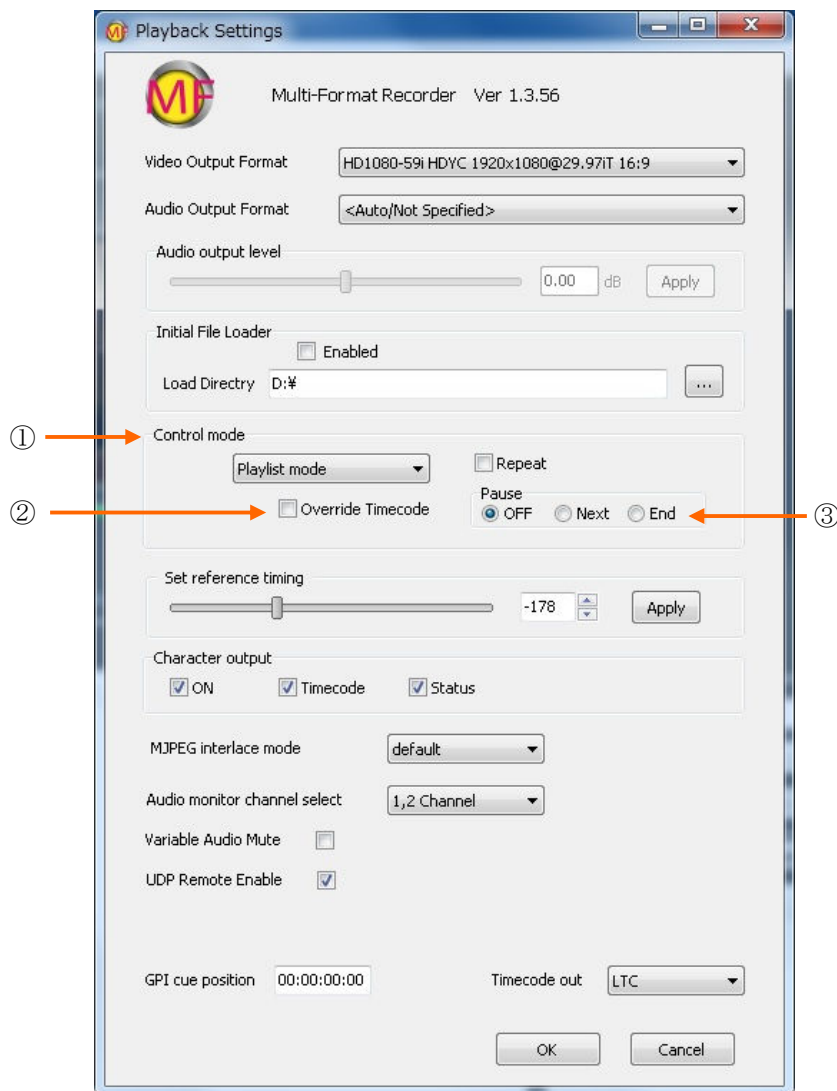 Playback Settings
MF
Multi-Format Recorder Ver 1.3.56
Video Output Format HD1080-59i HDYC 1920x1080@29.97iT 16:9
Audio Output Format <Auto/Not Specified>
Audio output level
0.00 dB Apply
Initial File Loader
Enabled
Load Directry D:¥ ...
① Control mode
Playlist mode Repeat
② Override Timecode
Pause
OFF Next End ③
Set reference timing
-178 Apply
Character output
ON Timecode Status
MJPEG interlace mode default
Audio monitor channel select 1,2 Channel
Variable Audio Mute
UDP Remote Enable
GPI cue position 00:00:00:00 Timecode out LTC
OK Cancel